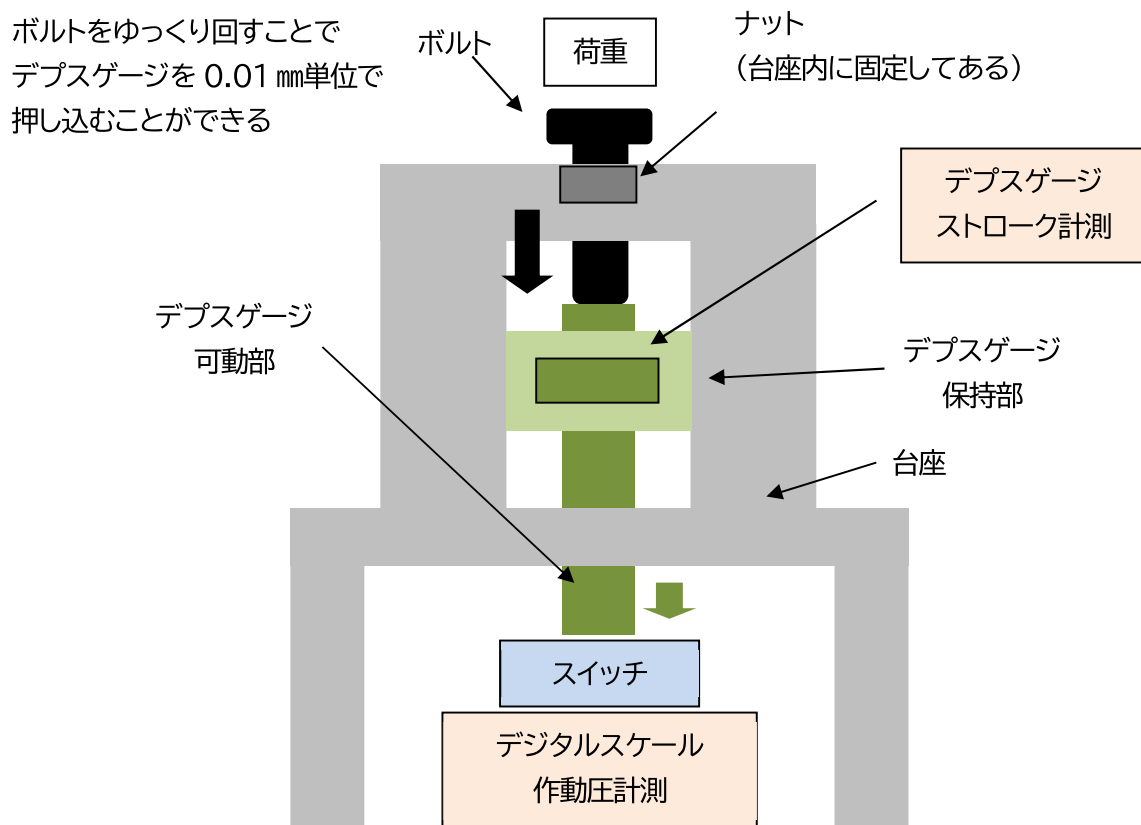 ボルトをゆっくり回すことで
デプスゲージを 0.01 ㎜単位で
押し込むことができる
ボルト
荷重
ナット
（台座内に固定してある）
デプスゲージ
ストローク計測
デプスゲージ
可動部
デプスゲージ
保持部
台座
スイッチ
デジタルスケール
作動圧計測